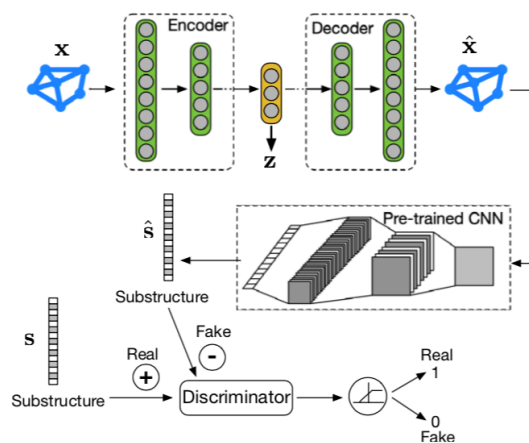 Encoder
Decoder
x
x̂
z
Pre-trained CNN
ŝ
Substructure
s
Fake
Real
-
+
Discriminator
Substructure
Real
1
0
Fake